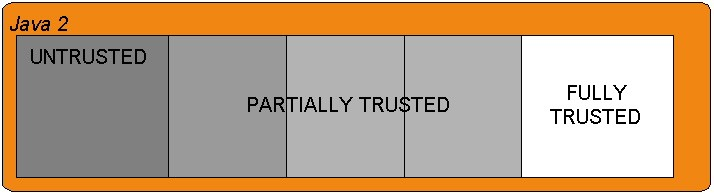 Java 2
UNTRUSTED
PARTIALLY TRUSTED
FULLY
TRUSTED